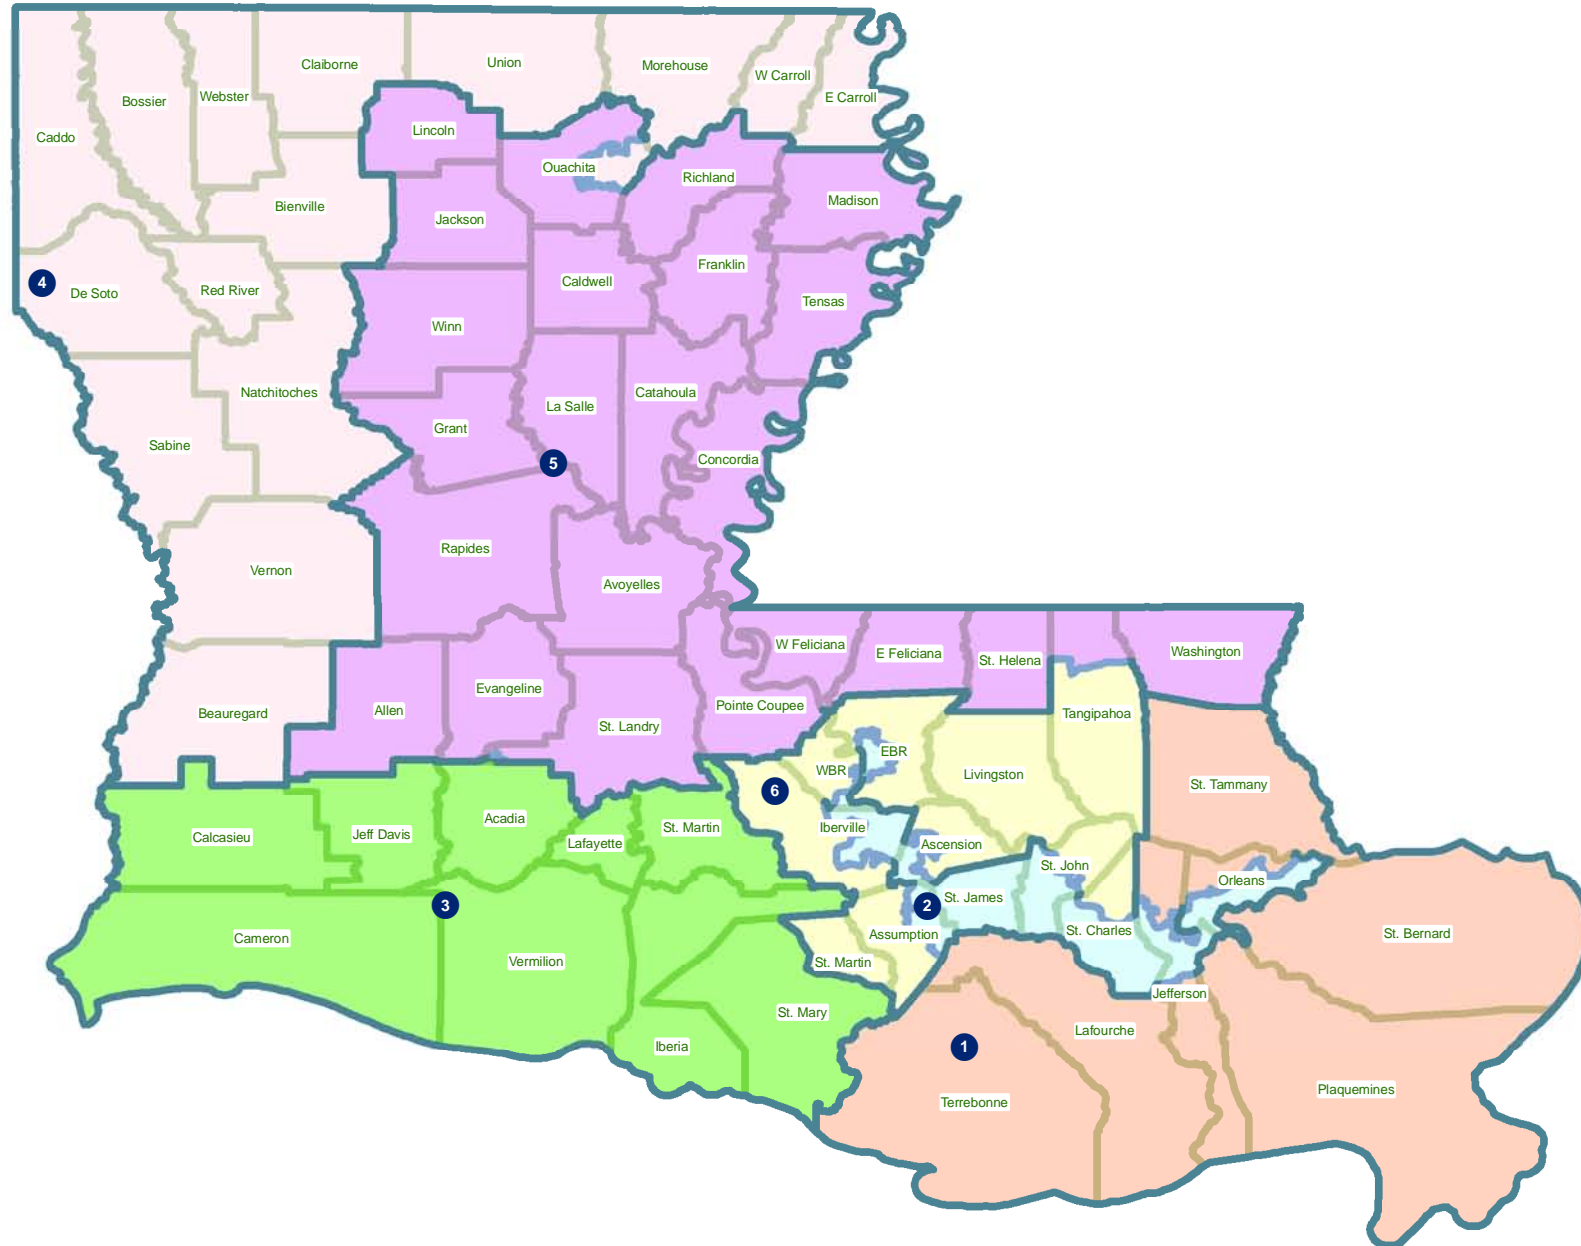 Claiborne
Union
Morehouse
W Carroll
E Carroll
Bossier
Webster
Caddo
Lincoln
Ouachita
Richland
Madison
Bienville
Jackson
Franklin
4
De Soto
Red River
Caldwell
Tensas
Winn
Natchitoches
La Salle
Catahoula
Grant
Sabine
5
Concordia
Rapides
Vernon
Avoyelles
W Feliciana
E Feliciana
St. Helena
Washington
Evangeline
Beauregard
Allen
St. Landry
Pointe Coupee
Tangipahoa
EBR
WBR
Livingston
6
St. Tammany
Calcasieu
Jeff Davis
Acadia
Lafayette
St. Martin
Iberville
Ascension
St. John
Orleans
3
2
St. James
Cameron
Assumption
St. Charles
St. Bernard
Vermilion
St. Martin
Jefferson
St. Mary
Lafourche
Iberia
1
Terrebonne
Plaquemines